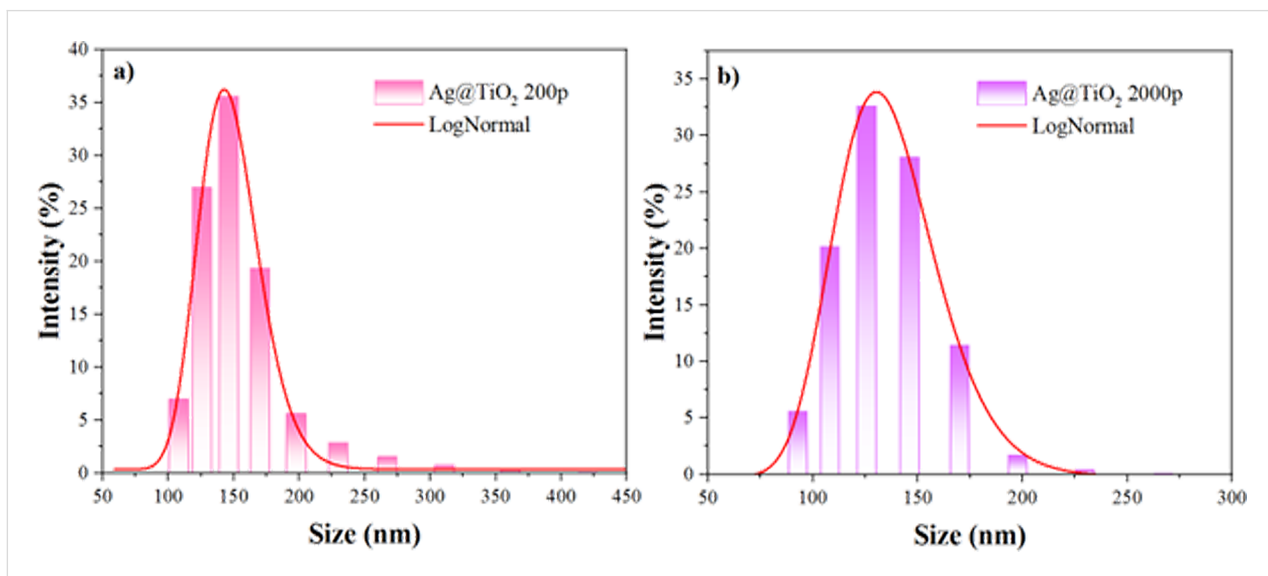 a)
Ag@TiO₂ 200p
LogNormal
Intensity (%)
40
35
30
25
20
15
10
5
0
50 100 150 200 250 300 350 400 450
Size (nm)
b)
Ag@TiO₂ 2000p
LogNormal
Intensity (%)
35
30
25
20
15
10
5
0
50 100 150 200 250 300
Size (nm)